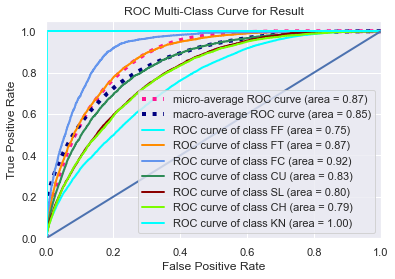 ROC Multi-Class Curve for Result
True Positive Rate
1.0
0.8
0.6
0.4
0.2
0.0
micro-average ROC curve (area = 0.87)
macro-average ROC curve (area = 0.85)
ROC curve of class FF (area = 0.75)
ROC curve of class FT (area = 0.87)
ROC curve of class FC (area = 0.92)
ROC curve of class CU (area = 0.83)
ROC curve of class SL (area = 0.80)
ROC curve of class CH (area = 0.79)
ROC curve of class KN (area = 1.00)
0.0 0.2 0.4 0.6 0.8 1.0
False Positive Rate